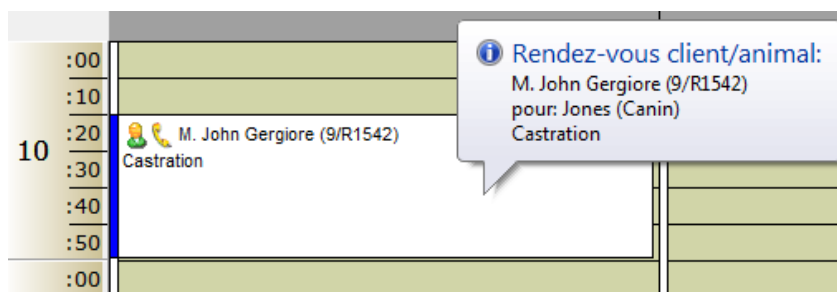 Rendez-vous client/animal:
M. John Gergiore (9/R1542)
pour: Jones (Canin)
Castration
10
:00
:10
:20
:30
:40
:50
:00
M. John Gergiore (9/R1542)
Castration